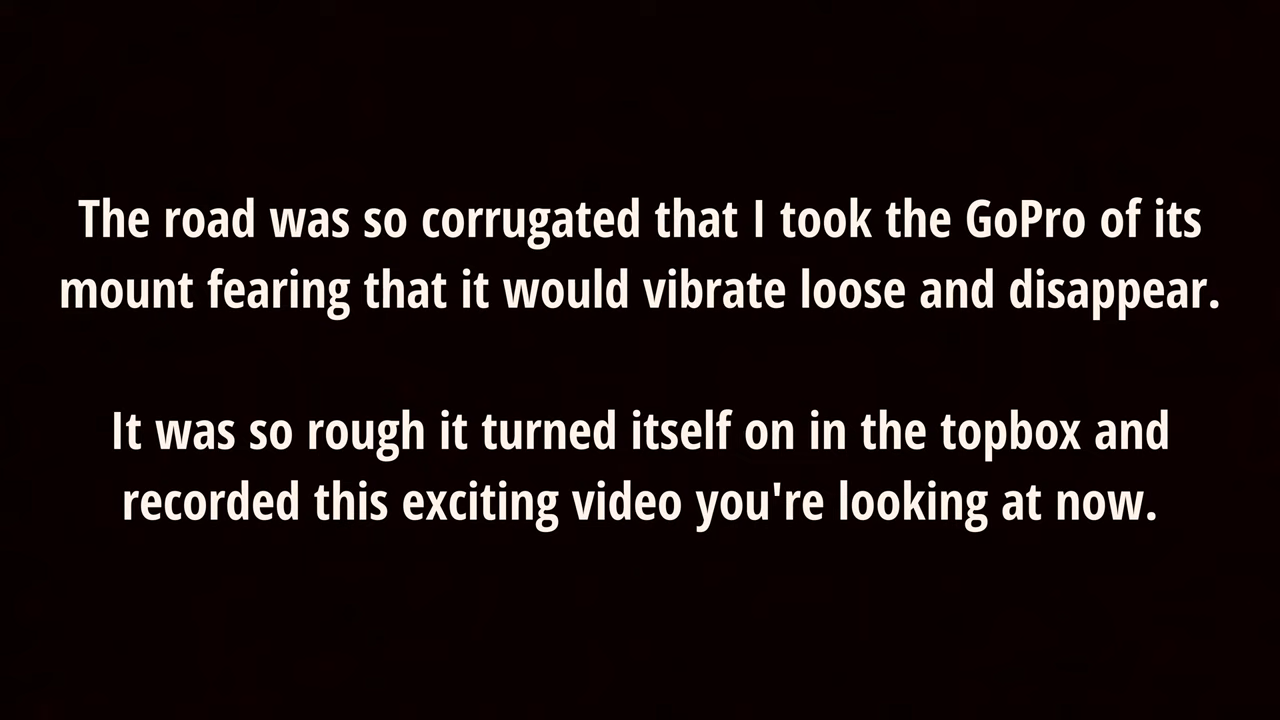 The road was so corrugated that I took the GoPro of its
mount fearing that it would vibrate loose and disappear.
It was so rough it turned itself on in the topbox and
recorded this exciting video you're looking at now.